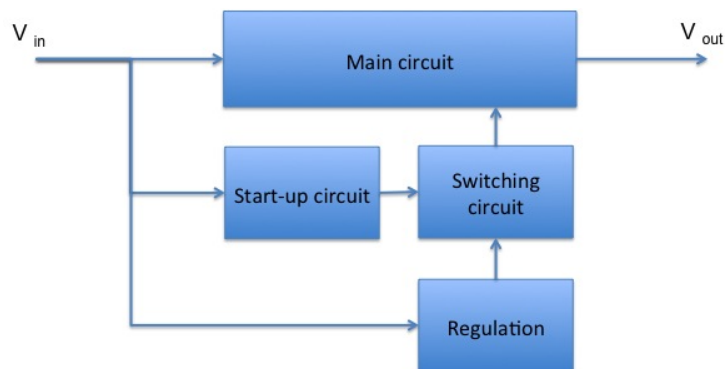 V in
V out
Main circuit
Start-up circuit
Switching
circuit
Regulation